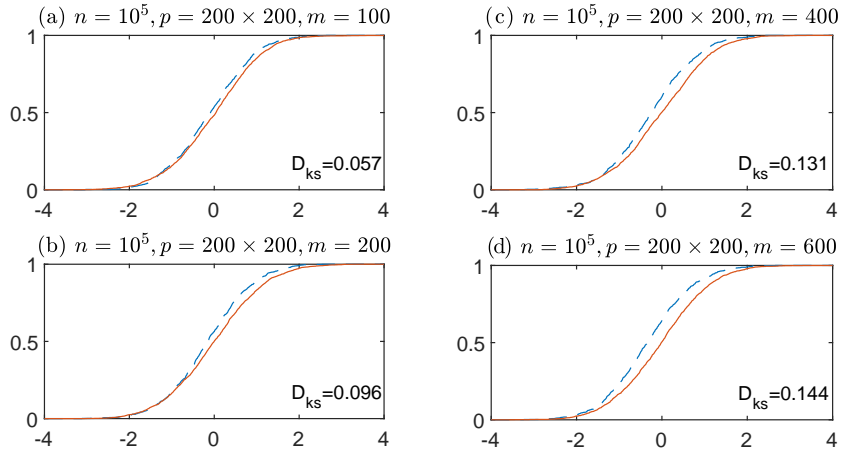 (a) n = 10^5, p = 200 × 200, m = 100
1
0.5
0
D_ks=0.057
-4 -2 0 2 4
(b) n = 10^5, p = 200 × 200, m = 200
1
0.5
0
D_ks=0.096
-4 -2 0 2 4
(c) n = 10^5, p = 200 × 200, m = 400
1
0.5
0
D_ks=0.131
-4 -2 0 2 4
(d) n = 10^5, p = 200 × 200, m = 600
1
0.5
0
D_ks=0.144
-4 -2 0 2 4